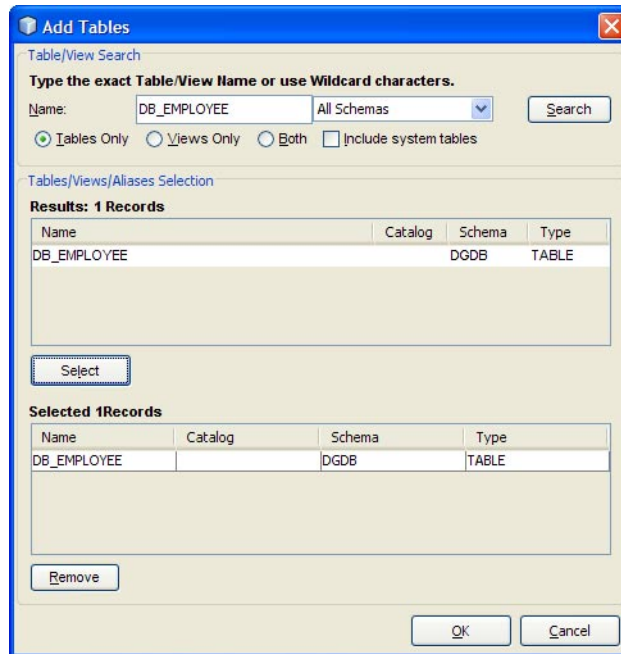 Add Tables
Table/View Search
Type the exact Table/View Name or use Wildcard characters.
Name: DB_EMPLOYEE All Schemas Search
Tables Only Views Only Both Include system tables
Tables/Views/Aliases Selection
Results: 1 Records
Name Catalog Schema Type
DB_EMPLOYEE DGDB TABLE
Select
Selected 1Records
Name Catalog Schema Type
DB_EMPLOYEE DGDB TABLE
Remove
OK Cancel